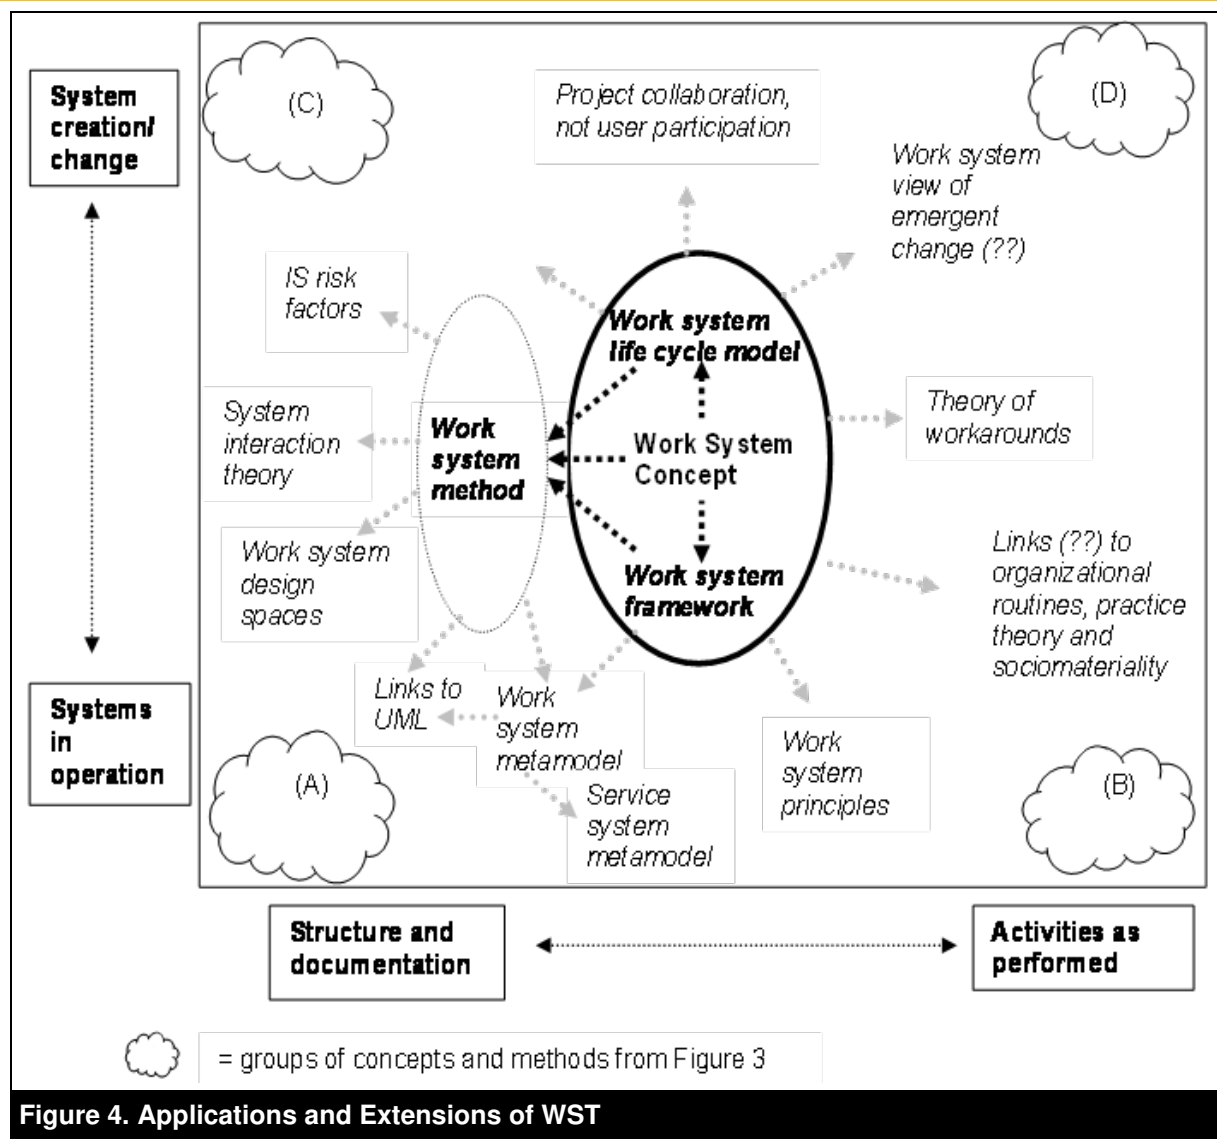 System
creation/
change
(C)
Project collaboration,
not user participation
(D)
Work system
view of
emergent
change (??)
IS risk
factors
Work system
life cycle model
System
interaction
theory
Work
system
method
Work System
Concept
Theory of
workarounds
Work system
design
spaces
Work system
framework
Links (??) to
organizational
routines, practice
theory and
sociomateriality
Links to
UML
Work
system
metamodel
Work
system
principles
Systems
in
operation
(A)
Service
system
metamodel
(B)
Structure and
documentation
Activities as
performed
= groups of concepts and methods from Figure 3
Figure 4. Applications and Extensions of WST